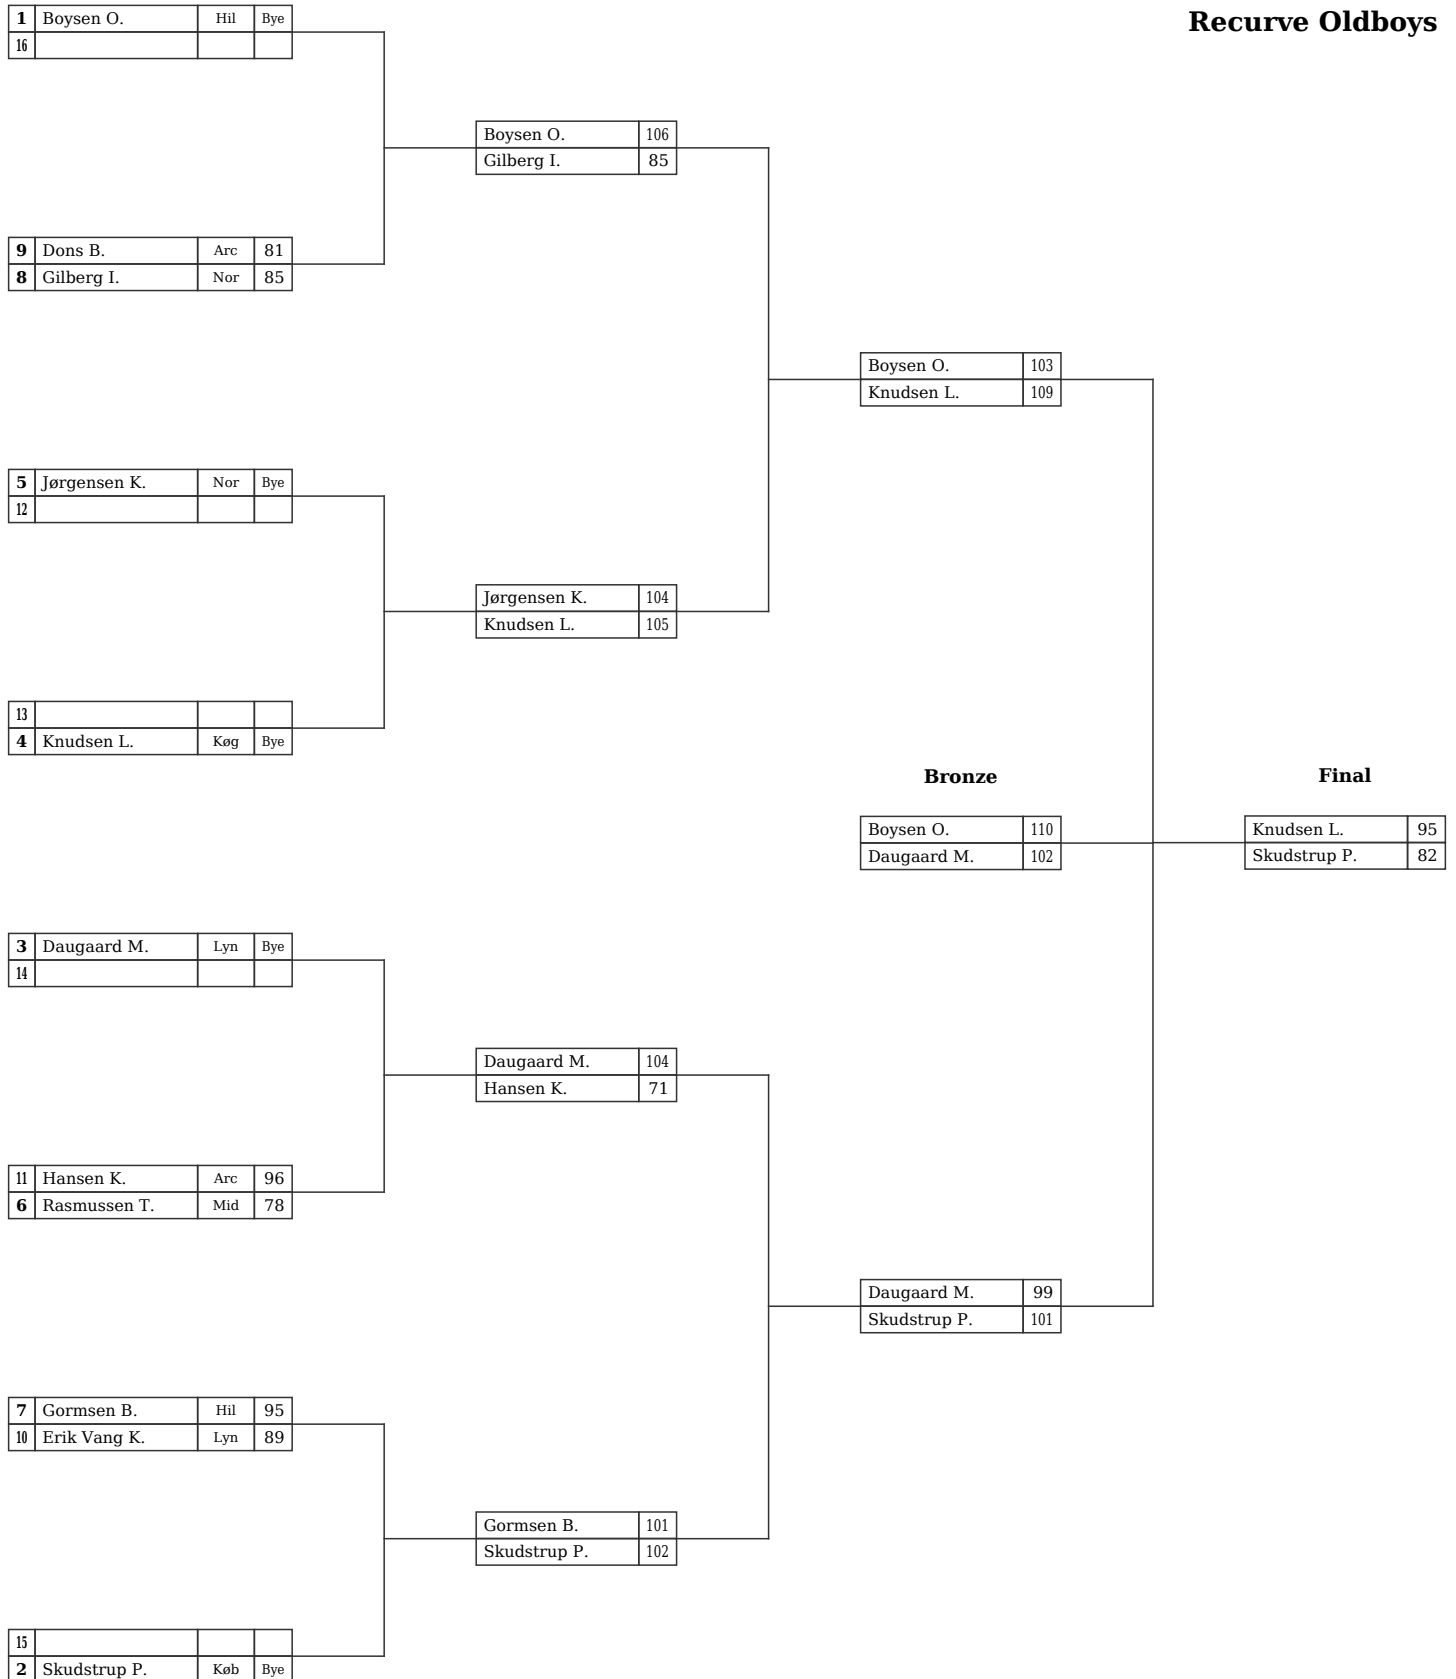 Recurve Oldboys
1 Boysen O. Hil Bye
16
Boysen O. 106
Gilberg I. 85
9 Dons B. Arc 81
8 Gilberg I. Nor 85
Boysen O. 103
Knudsen L. 109
5 Jørgensen K. Nor Bye
12
Jørgensen K. 104
Knudsen L. 105
13
4 Knudsen L. Køg Bye
Bronze Final
Boysen O. 110 Knudsen L. 95
Daugaard M. 102 Skudstrup P. 82
3 Daugaard M. Lyn Bye
14
Daugaard M. 104
Hansen K. 71
11 Hansen K. Arc 96
6 Rasmussen T. Mid 78
Daugaard M. 99
Skudstrup P. 101
7 Gormsen B. Hil 95
10 Erik Vang K. Lyn 89
Gormsen B. 101
Skudstrup P. 102
15
2 Skudstrup P. Køb Bye